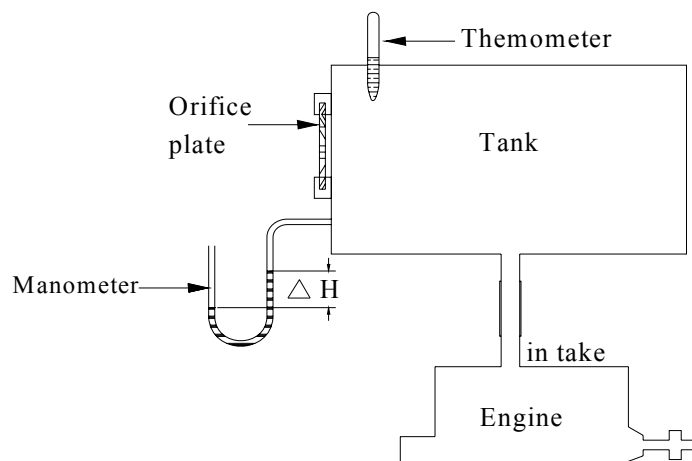 Themometer
Orifice
plate
Tank
Manometer
△ H
in take
Engine